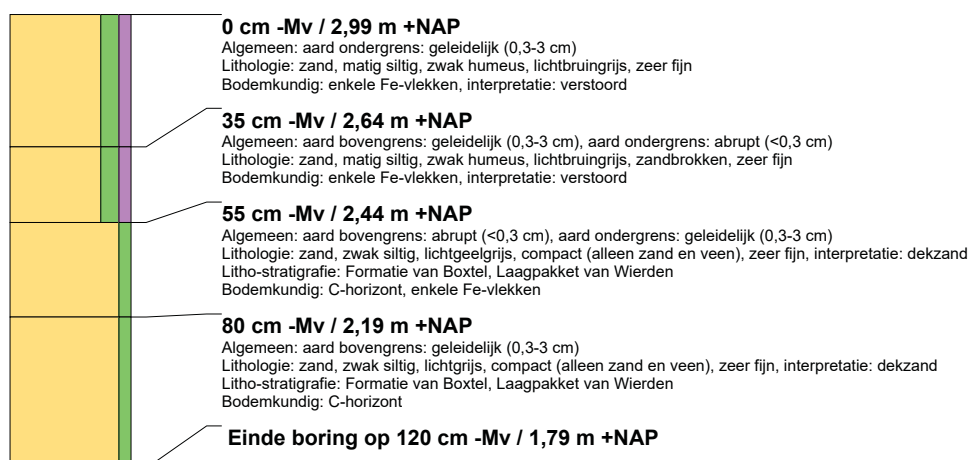 0 cm -Mv / 2,99 m +NAP
Algemeen: aard ondergrens: geleidelijk (0,3-3 cm)
Lithologie: zand, matig siltig, zwak humeus, lichtbruingrijs, zeer fijn
Bodemkundig: enkele Fe-vlekken, interpretatie: verstoord
35 cm -Mv / 2,64 m +NAP
Algemeen: aard bovengrens: geleidelijk (0,3-3 cm), aard ondergrens: abrupt (<0,3 cm)
Lithologie: zand, matig siltig, zwak humeus, lichtbruingrijs, zandbrokken, zeer fijn
Bodemkundig: enkele Fe-vlekken, interpretatie: verstoord
55 cm -Mv / 2,44 m +NAP
Algemeen: aard bovengrens: abrupt (<0,3 cm), aard ondergrens: geleidelijk (0,3-3 cm)
Lithologie: zand, zwak siltig, lichtgeelgrijs, compact (alleen zand en veen), zeer fijn, interpretatie: dekzand
Litho-stratigrafie: Formatie van Boxtel, Laagpakket van Wierden
Bodemkundig: C-horizont, enkele Fe-vlekken
80 cm -Mv / 2,19 m +NAP
Algemeen: aard bovengrens: geleidelijk (0,3-3 cm)
Lithologie: zand, zwak siltig, lichtgrijs, compact (alleen zand en veen), zeer fijn, interpretatie: dekzand
Litho-stratigrafie: Formatie van Boxtel, Laagpakket van Wierden
Bodemkundig: C-horizont
Einde boring op 120 cm -Mv / 1,79 m +NAP